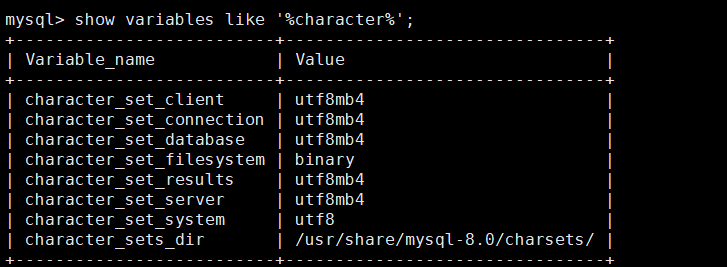 mysql> show variables like '%character%';
+--------------------------+--------------------------------+
| Variable_name            | Value                          |
+--------------------------+--------------------------------+
| character_set_client     | utf8mb4                        |
| character_set_connection | utf8mb4                        |
| character_set_database   | utf8mb4                        |
| character_set_filesystem | binary                         |
| character_set_results    | utf8mb4                        |
| character_set_server     | utf8mb4                        |
| character_set_system     | utf8                           |
| character_sets_dir       | /usr/share/mysql-8.0/charsets/ |
+--------------------------+--------------------------------+